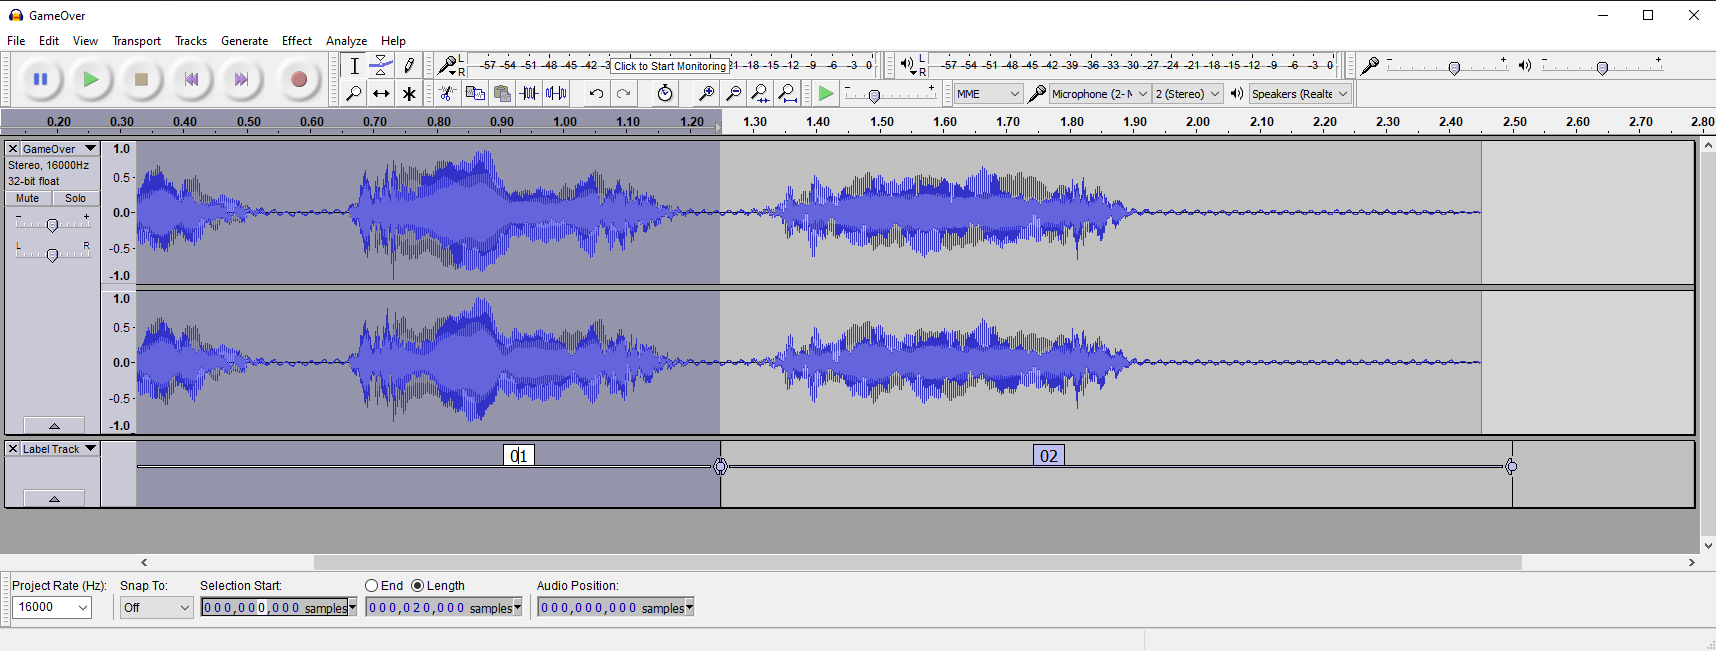 GameOver
File Edit View Transport Tracks Generate Effect Analyze Help
L R -57 -54 -51 -48 -45 -42 -3 Click to Start Monitoring 21 -18 -15 -12 -9 -6 -3 0 L R -57 -54 -51 -48 -45 -42 -39 -36 -33 -30 -27 -24 -21 -18 -15 -12 -9 -6 -3 0 - + - +
- + MME Microphone (2- N 2 (Stereo) Speakers (Realte
0.20 0.30 0.40 0.50 0.60 0.70 0.80 0.90 1.00 1.10 1.20 1.30 1.40 1.50 1.60 1.70 1.80 1.90 2.00 2.10 2.20 2.30 2.40 2.50 2.60 2.70 2.80
GameOver
Stereo, 16000Hz
32-bit float
Mute Solo
- +
L R
1.0
0.5-
0.0-
-0.5-
-1.0
1.0
0.5-
0.0-
-0.5-
-1.0
Label Track
01 02
Project Rate (Hz): Snap To: Selection Start: End Length Audio Position:
16000 Off 000,000,000 samples 000,020,000 samples 000,000,000 samples